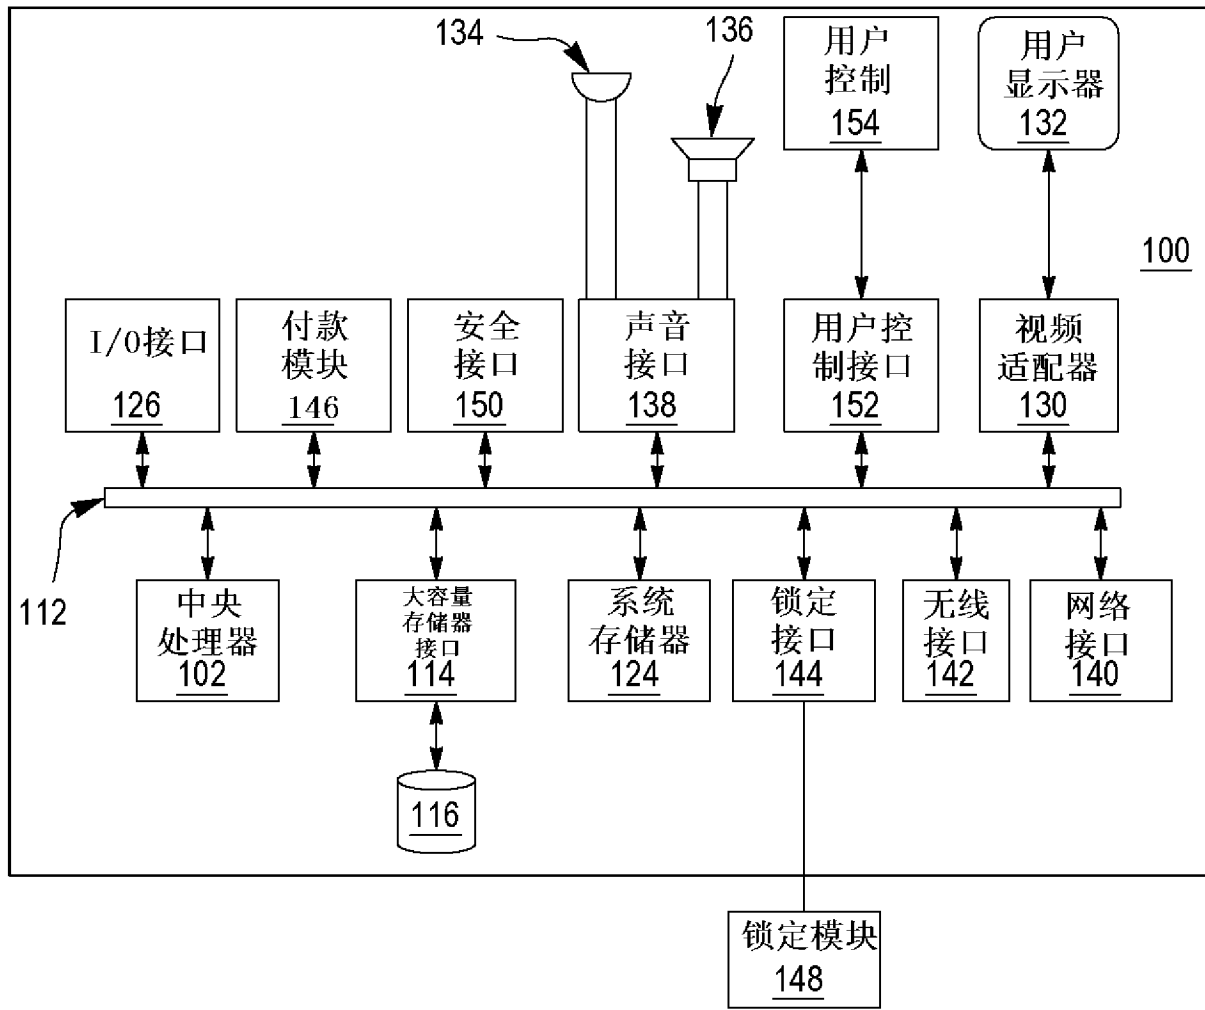 134
136
用户
控制
154
用户
显示器
132
100
I/O接口
126
付款
模块
146
安全
接口
150
声音
接口
138
用户控
制接口
152
视频
适配器
130
112
中央
处理器
102
大容量
存储器
接口
114
系统
存储器
124
锁定
接口
144
无线
接口
142
网络
接口
140
116
锁定模块
148